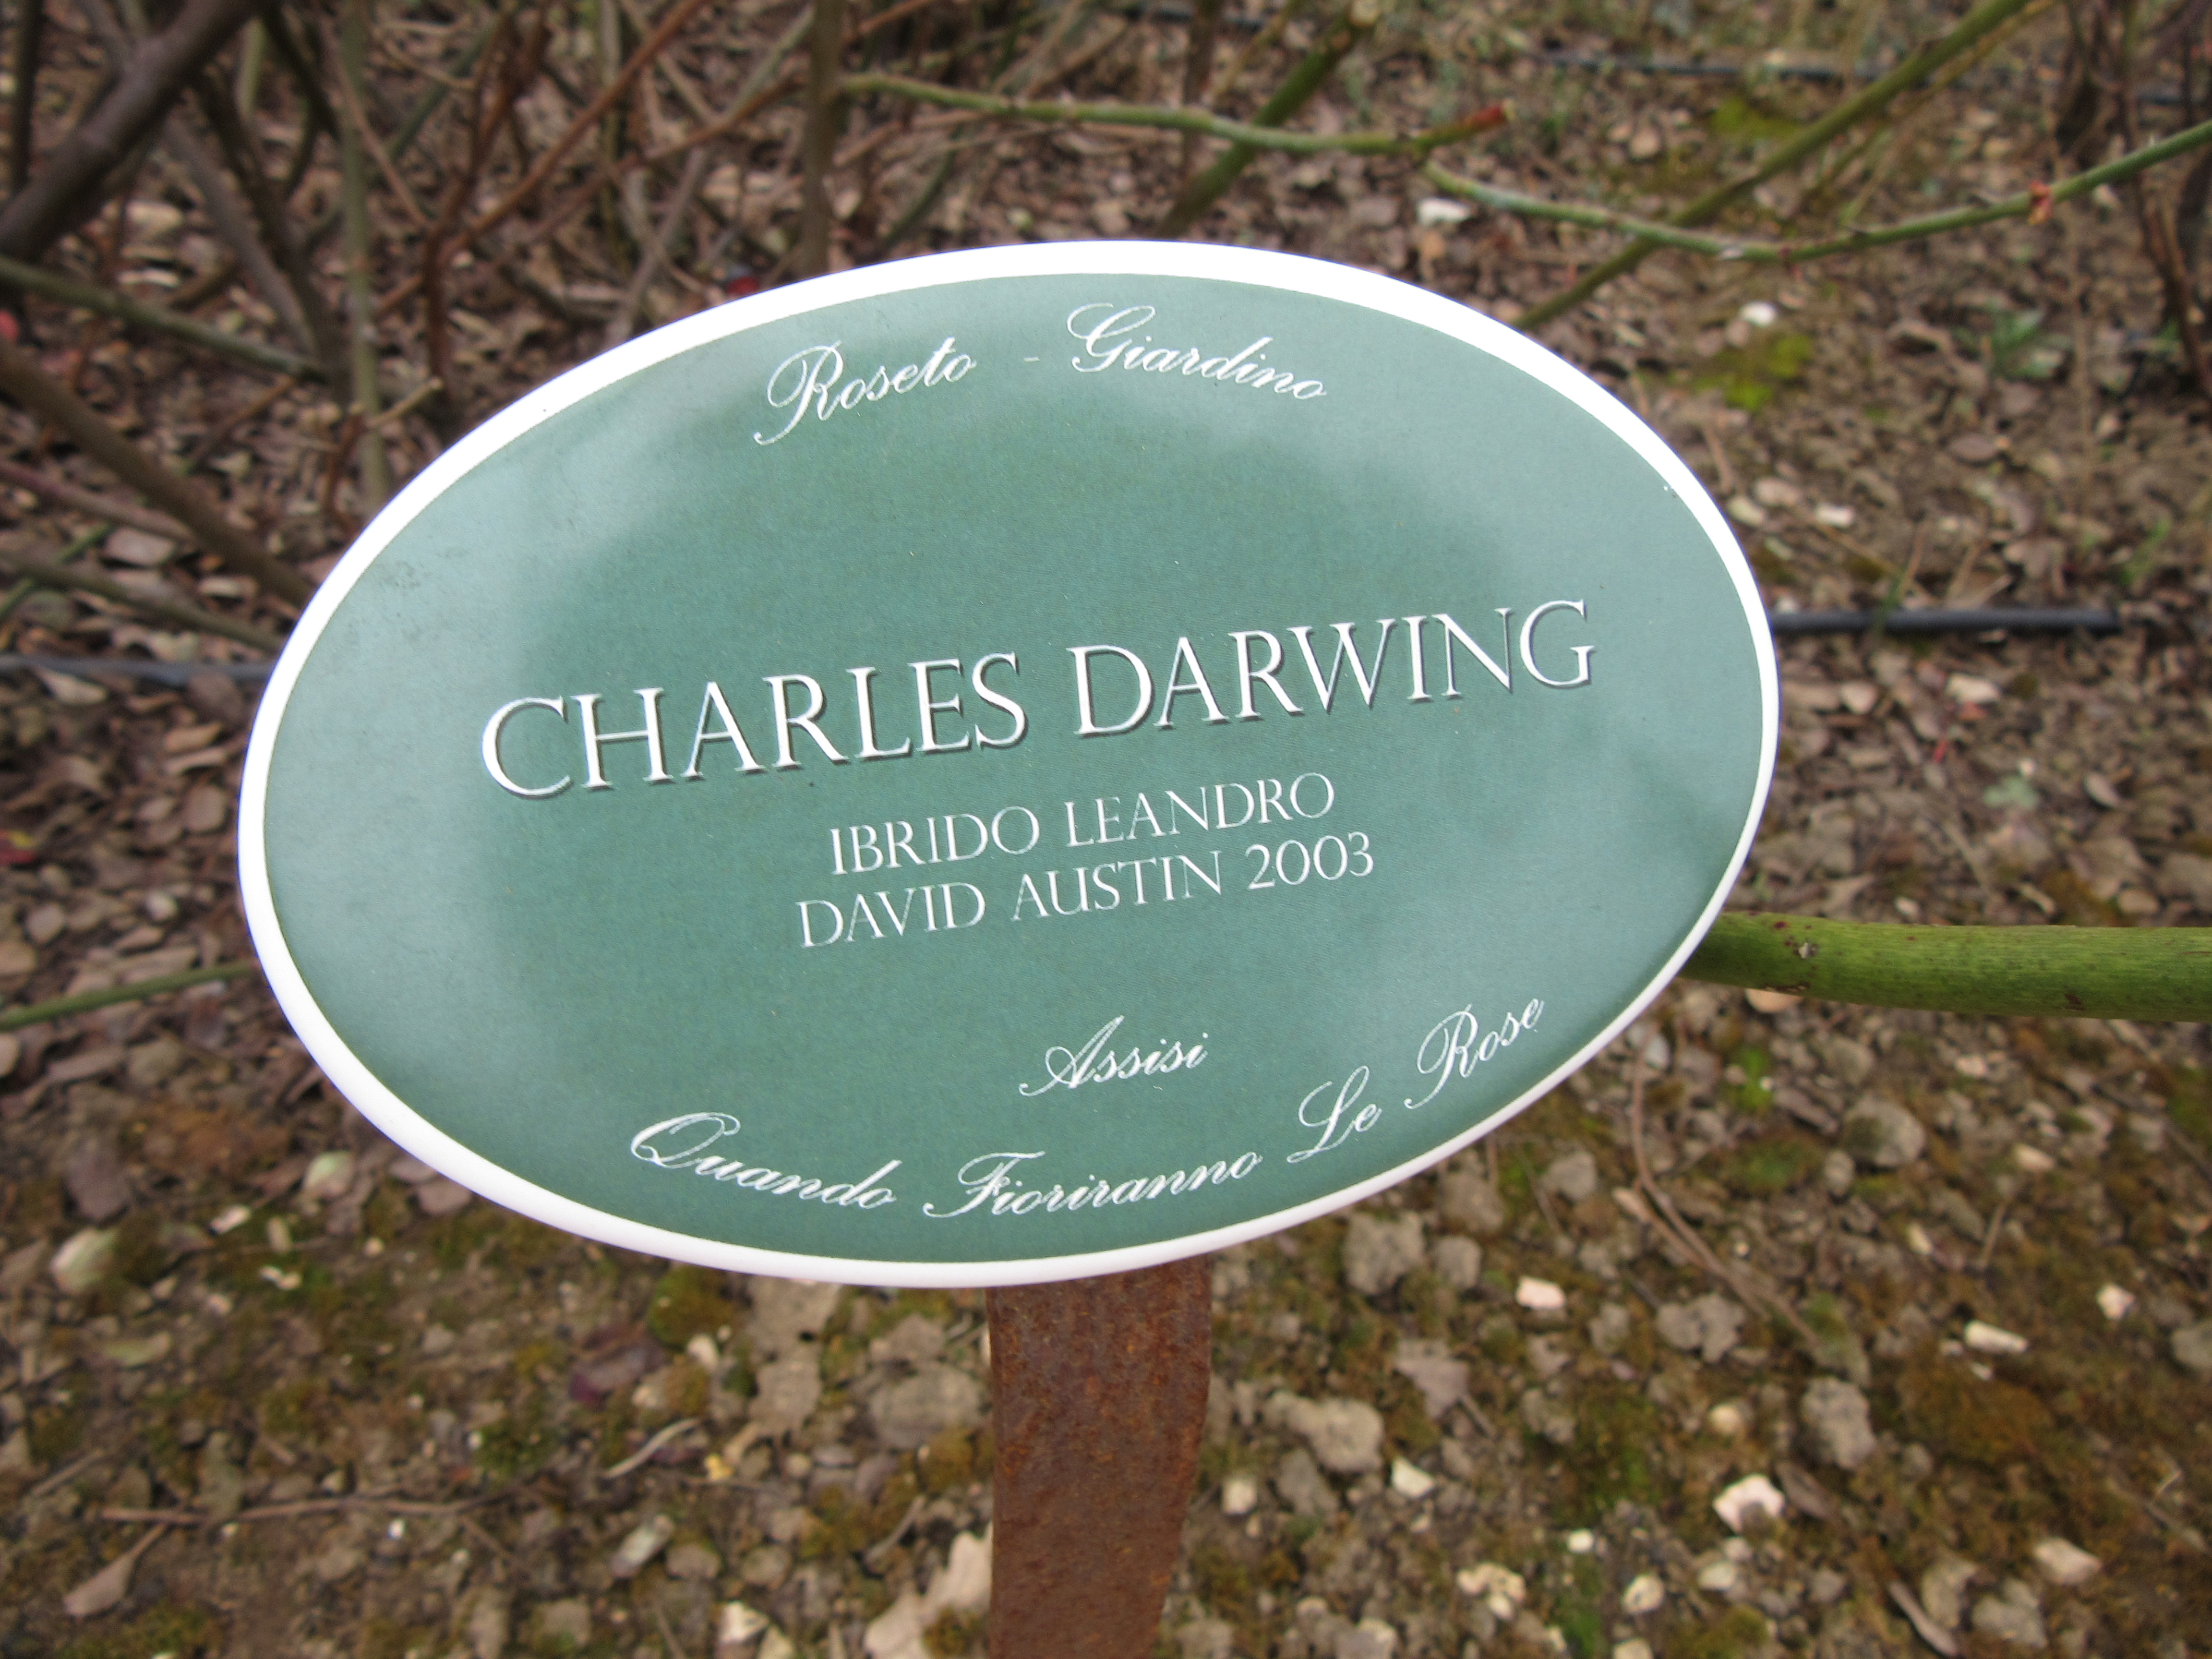 Roseto - Giardino
CHARLES DARWING
IBRIDO LEANDRO
DAVID AUSTIN 2003
Assisi
Quando Fioriranno Le Rose